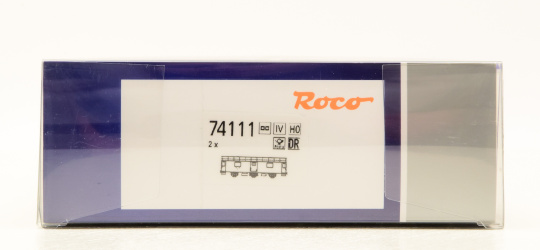 Roco
74111 IV H0
2 x DR